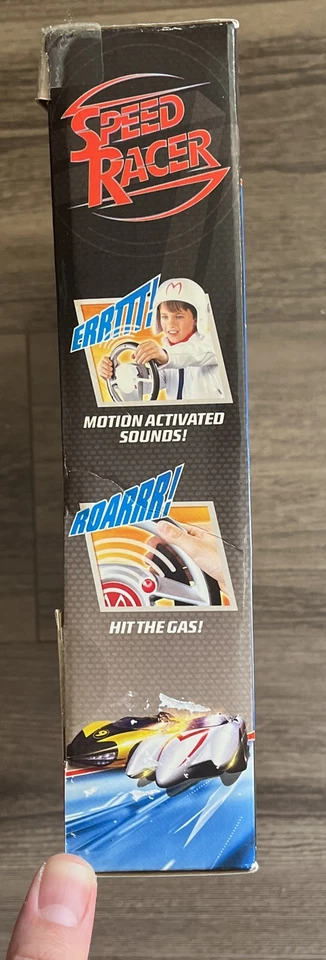 SPEED
RACER
ERRTTT!
M
MOTION ACTIVATED
SOUNDS!
ROARRR!
HIT THE GAS!